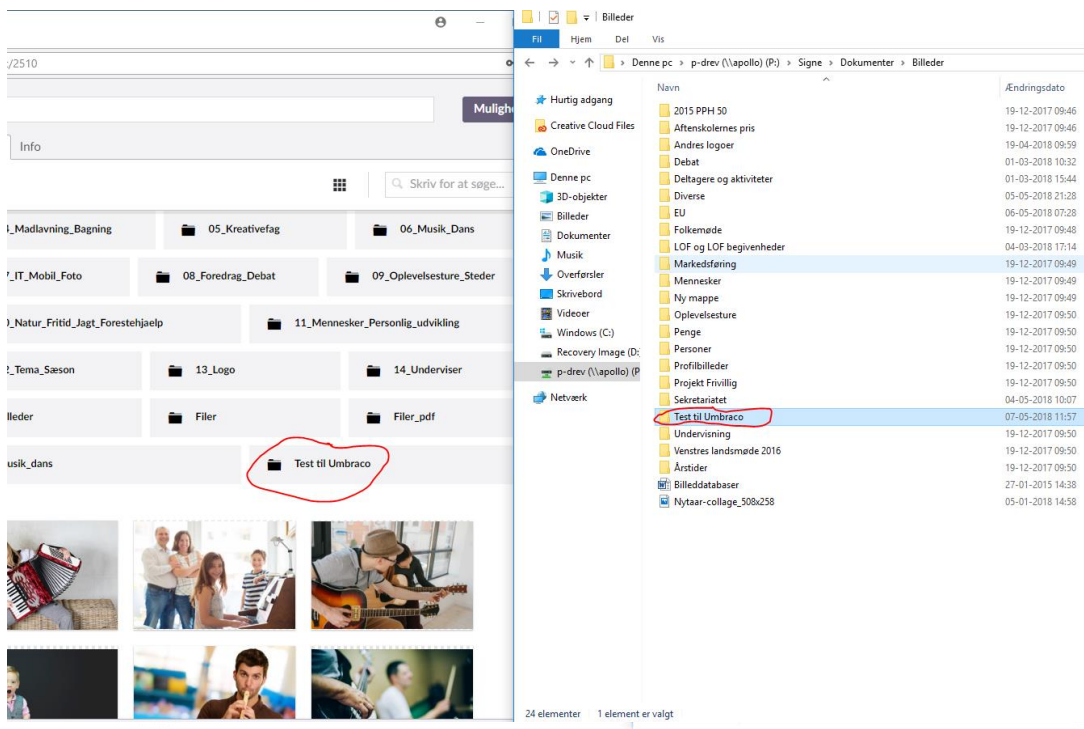 :/2510
Info
Skriv for at søge...
_Madlavning_Bagning
05_Kreativefag
06_Musik_Dans
_IT_Mobil_Foto
08_Foredrag_Debat
09_Oplevelsesture_Steder
_Natur_Fritid_Jagt_Forestehjaelp
11_Mennesker_Personlig_udvikling
_Tema_Sæson
13_Logo
14_Underviser
lleder
Filer
Filer_pdf
usik_dans
Test til Umbraco
Billeder
Fil Hjem Del Vis
Denne pc > p-drev (\\apollo) (P:) > Signe > Dokumenter > Billeder
Hurtig adgang
Creative Cloud Files
OneDrive
Denne pc
3D-objekter
Billeder
Dokumenter
Musik
Overførsler
Skrivebord
Videoer
Windows (C:)
Recovery Image (D:
p-drev (\\apollo) (P
Netværk
Navn Ændringsdato
2015 PPH 50 19-12-2017 09:46
Aftenskolernes pris 19-12-2017 09:46
Andres logoer 19-04-2018 09:59
Debat 01-03-2018 10:32
Deltagere og aktiviteter 01-03-2018 15:44
Diverse 05-05-2018 21:28
EU 06-05-2018 07:28
Folkemøde 19-12-2017 09:48
LOF og LOF begivenheder 04-03-2018 17:14
Markedsføring 19-12-2017 09:49
Mennesker 19-12-2017 09:49
Ny mappe 19-12-2017 09:49
Oplevelsesture 19-12-2017 09:50
Penge 19-12-2017 09:50
Personer 19-12-2017 09:50
Profilbilleder 19-12-2017 09:50
Projekt Frivillig 19-12-2017 09:50
Sekretariatet 04-05-2018 10:07
Test til Umbraco 07-05-2018 11:57
Undervisning 19-12-2017 09:50
Venstres landsmøde 2016 19-12-2017 09:50
Årstider 19-12-2017 09:50
Billeddatabaser 27-01-2015 14:38
Nytaar-collage_508x258 05-01-2018 14:58
24 elementer 1 element er valgt